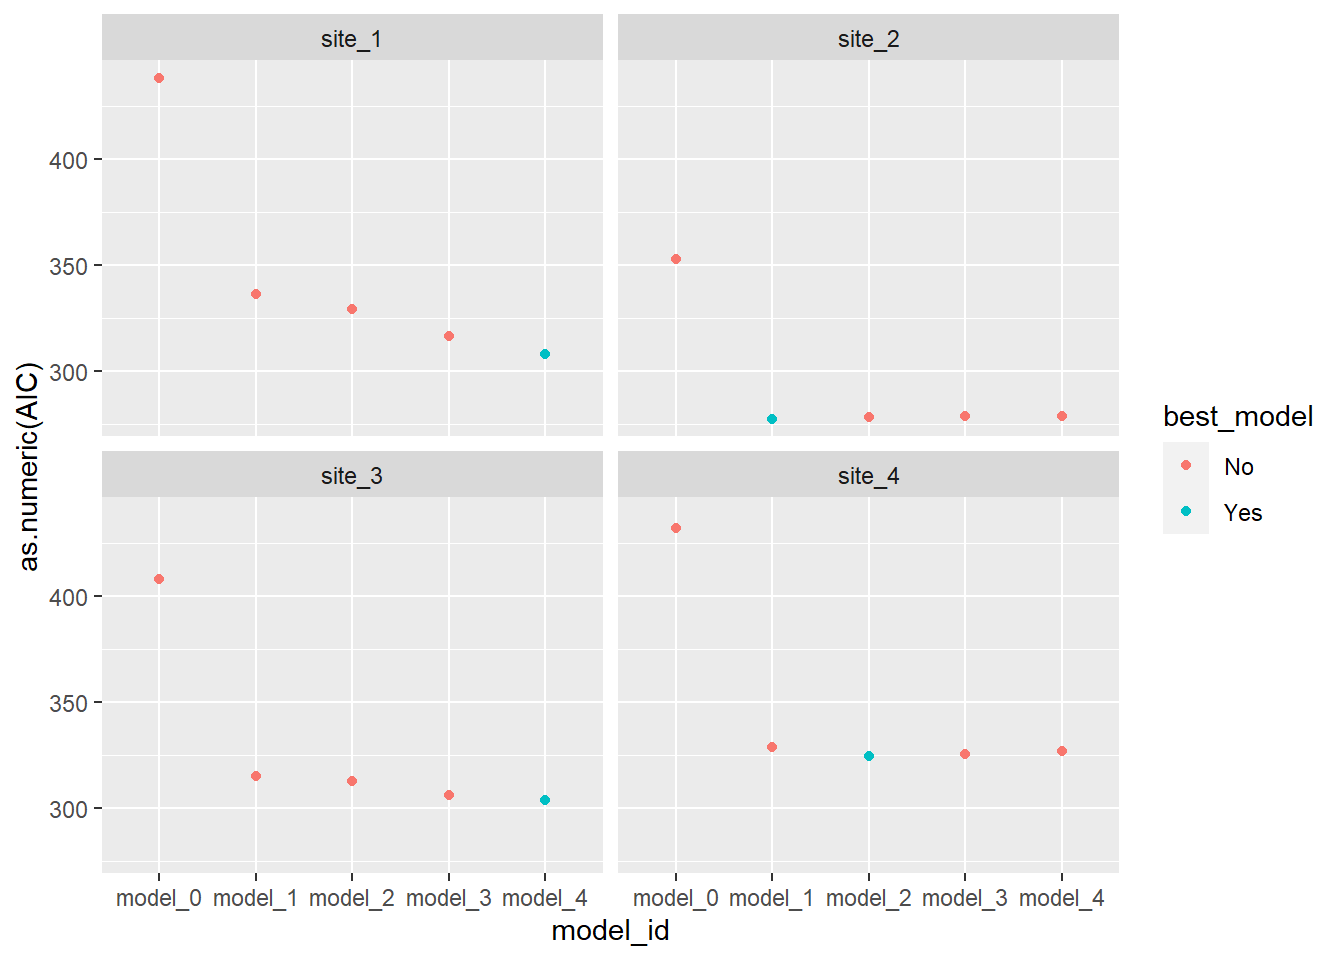 site_1
site_2
400
350
300
site_3
site_4
400
350
300
model_0 model_1 model_2 model_3 model_4
model_0 model_1 model_2 model_3 model_4
model_id
as.numeric(AIC)
best_model
No
Yes